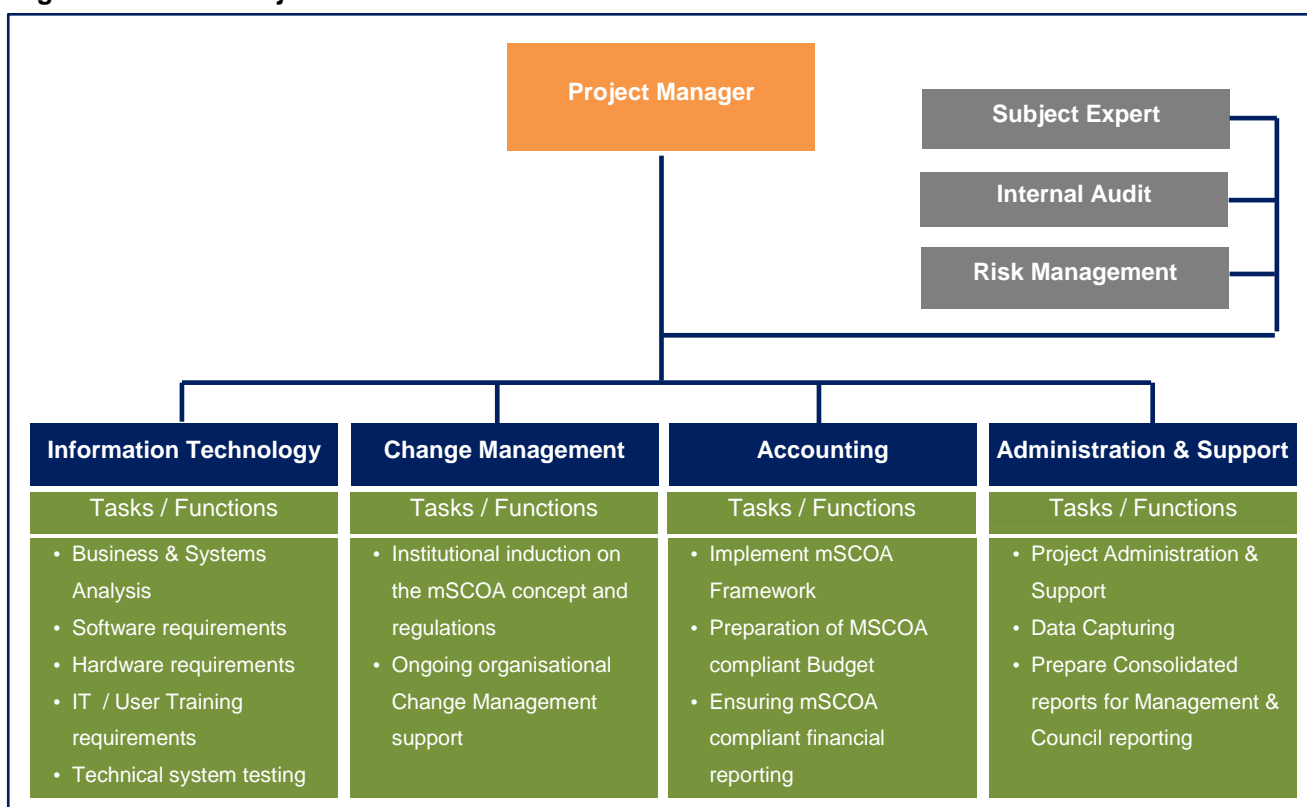 Project Manager
Subject Expert
Internal Audit
Risk Management
Information Technology
Tasks / Functions
• Business & Systems
Analysis
• Software requirements
• Hardware requirements
• IT / User Training
requirements
• Technical system testing
Change Management
Tasks / Functions
• Institutional induction on
the mSCOA concept and
regulations
• Ongoing organisational
Change Management
support
Accounting
Tasks / Functions
• Implement mSCOA
Framework
• Preparation of MSCOA
compliant Budget
• Ensuring mSCOA
compliant financial
reporting
Administration & Support
Tasks / Functions
• Project Administration &
Support
• Data Capturing
• Prepare Consolidated
reports for Management &
Council reporting